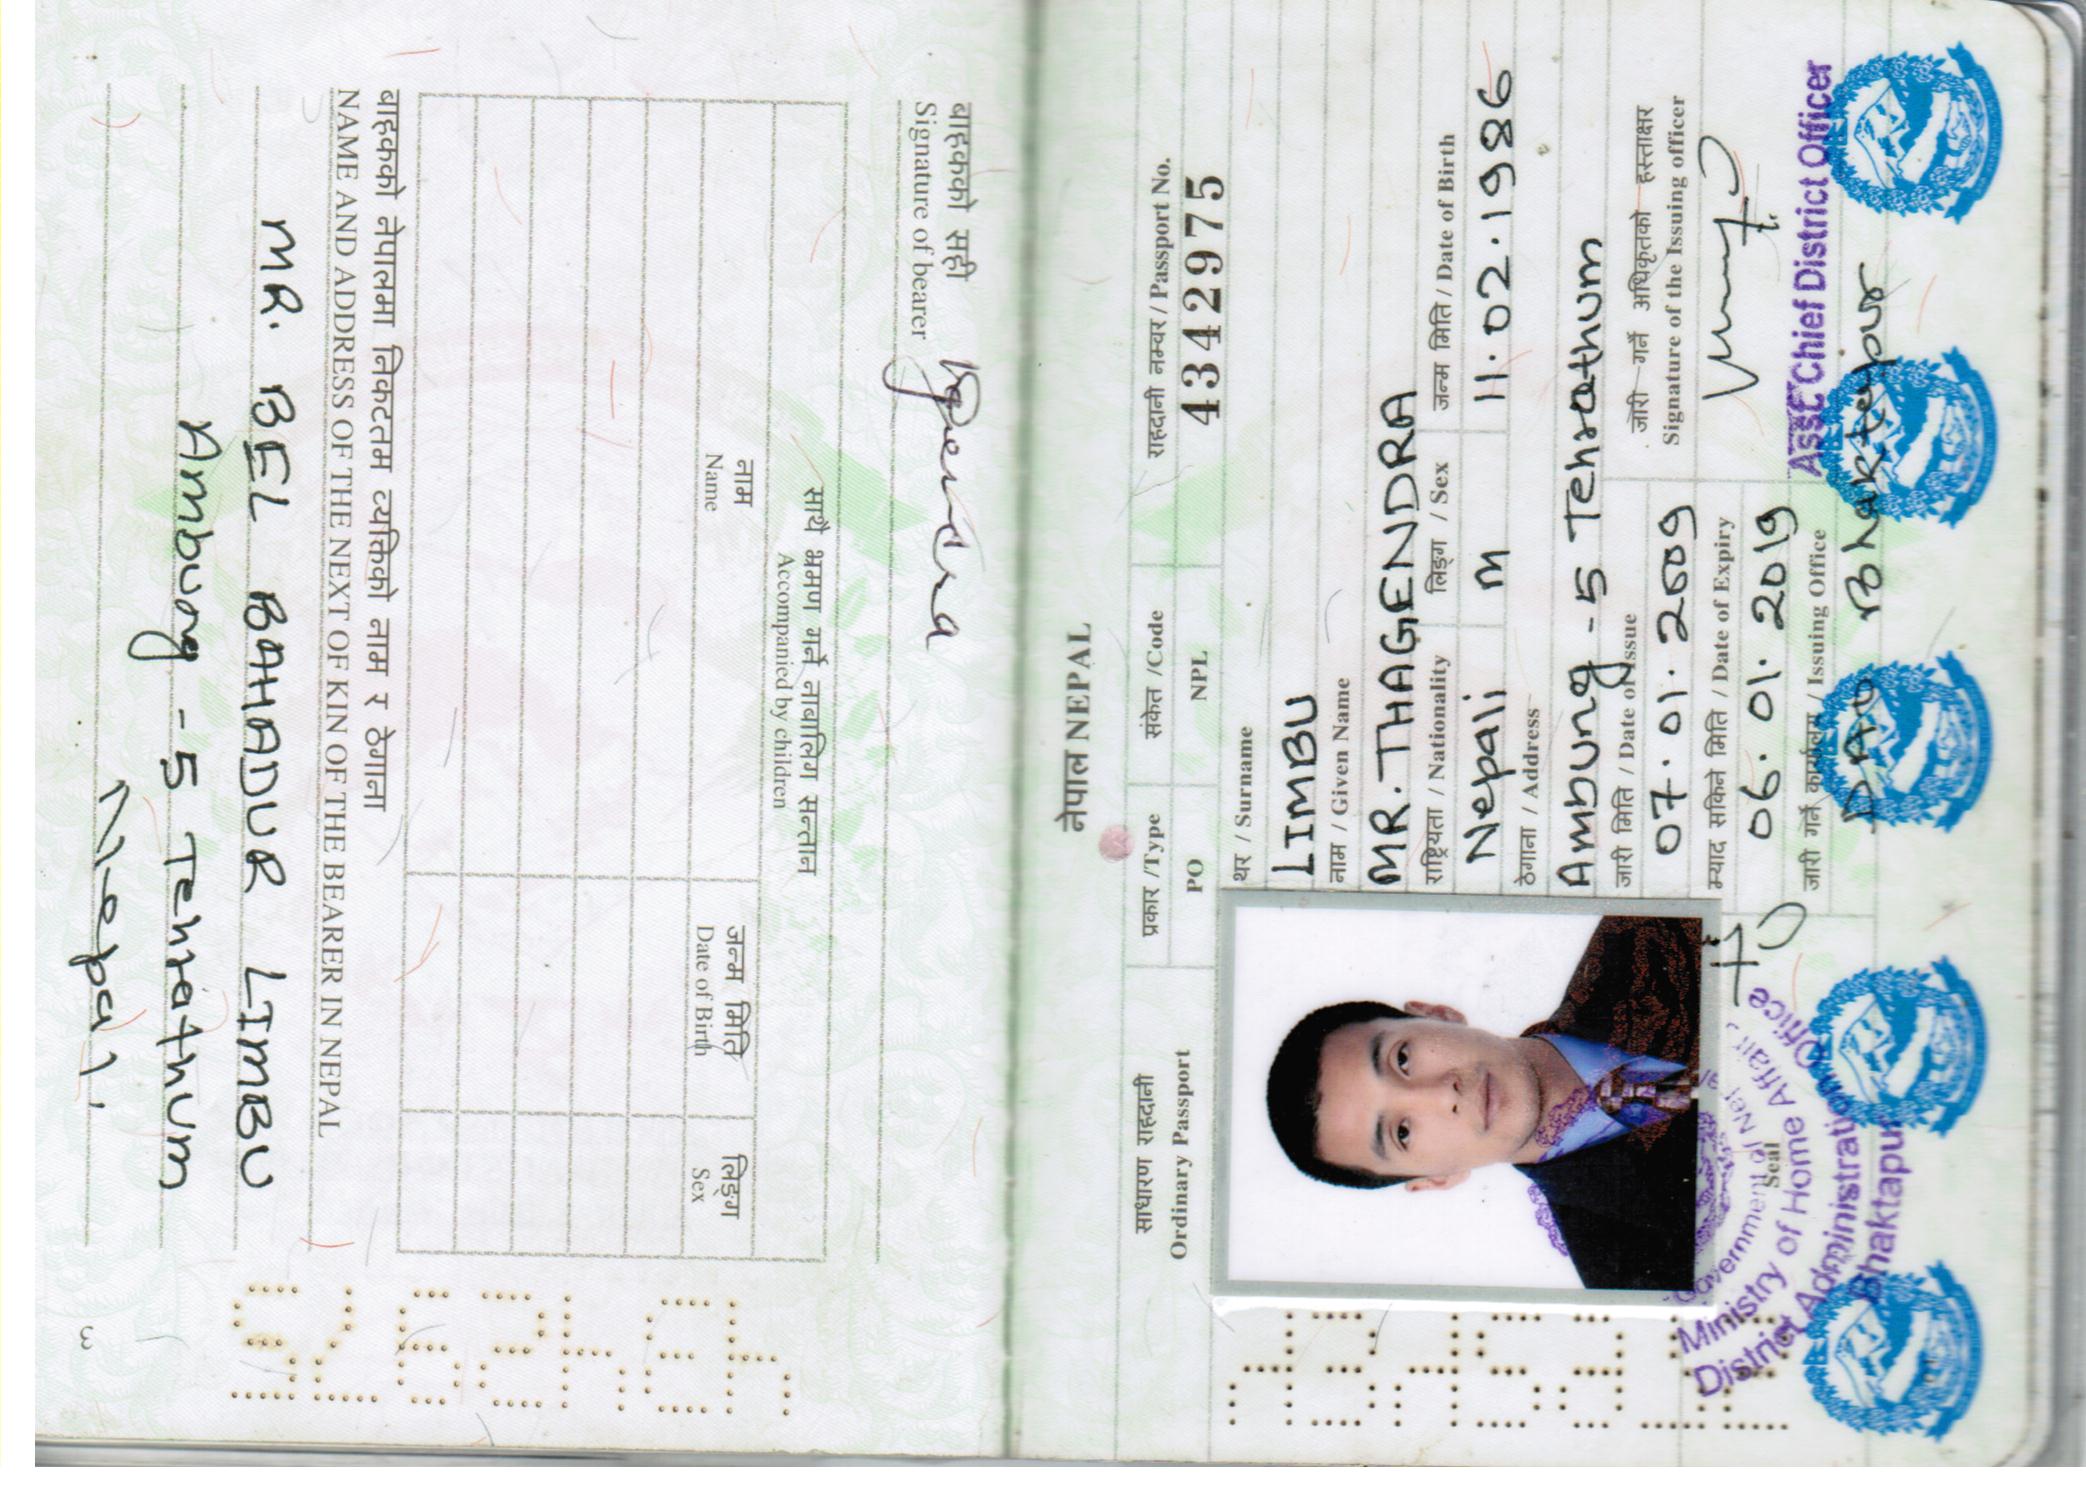 बाहकको सही
Signature of bearer
साथै भ्रमण गर्ने नाबालिग सन्तान
Accompanied by children
नाम
Name
जन्म मिति
Date of Birth
लिङ्ग
Sex
बाहकको नेपालमा निकटतम व्यक्तिको नाम र ठेगाना
NAME AND ADDRESS OF THE NEXT OF KIN OF THE BEARER IN NEPAL
MR. BEL BAHADUR LIMBU
Ambung - 5 Tehrathum
Nepal.
३
4342975
नेपाल NEPAL
साधारण राहदानी
Ordinary Passport
प्रकार /Type
PO
संकेत /Code
NPL
राहदानी नम्बर / Passport No.
4342975
थर / Surname
LIMBU
नाम / Given Name
MR. THAGENDRA
राष्ट्रियता / Nationality
Nepali
लिङ्ग / Sex
M
जन्म मिति / Date of Birth
11.02.1986
ठेगाना / Address
Ambung - 5 Tehrathum
जारी मिति / Date of Issue
07.01.2009
म्याद सकिने मिति / Date of Expiry
06.01.2019
जारी गर्ने कार्यालय / Issuing Office
DAO Bhaktapur
जारी गर्ने अधिकृतको हस्ताक्षर
Signature of the Issuing officer
Asst Chief District Officer
Seal
Government of
Ministry of Home Affair
District Administration Office
Bhaktapur
4342975